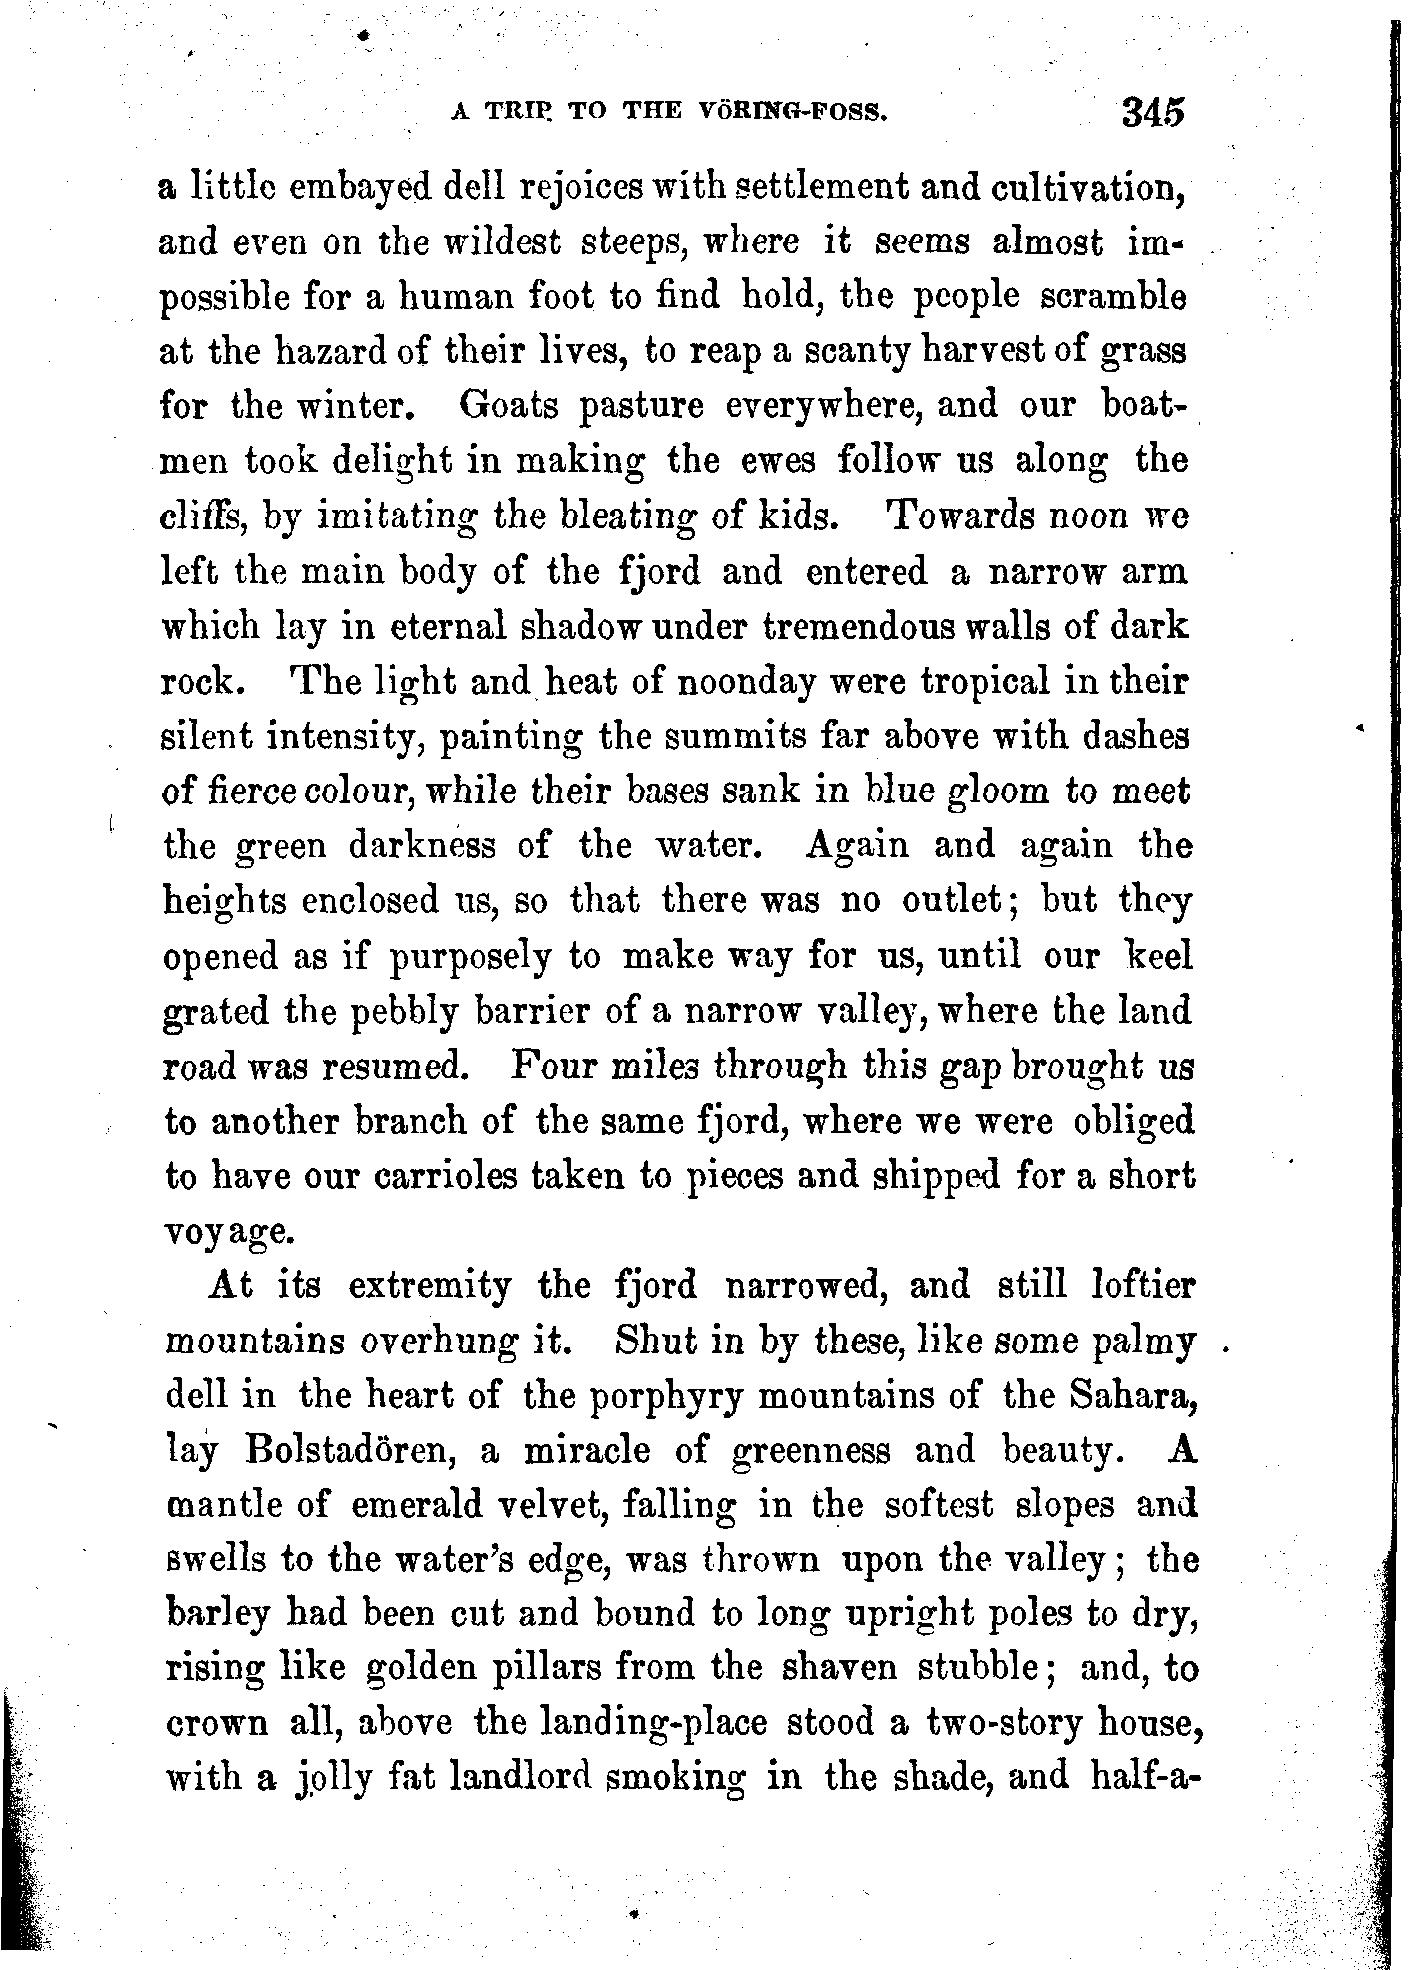 A TRIP TO THE VÖRING-FOSS. 345
a little embayed dell rejoices with settlement and cultivation,
and even on the wildest steeps, where it seems almost im-
possible for a human foot to find hold, the people scramble
at the hazard of their lives, to reap a scanty harvest of grass
for the winter. Goats pasture everywhere, and our boat-
men took delight in making the ewes follow us along the
cliffs, by imitating the bleating of kids. Towards noon we
left the main body of the fjord and entered a narrow arm
which lay in eternal shadow under tremendous walls of dark
rock. The light and heat of noonday were tropical in their
silent intensity, painting the summits far above with dashes
of fierce colour, while their bases sank in blue gloom to meet
the green darkness of the water. Again and again the
heights enclosed us, so that there was no outlet; but they
opened as if purposely to make way for us, until our keel
grated the pebbly barrier of a narrow valley, where the land
road was resumed. Four miles through this gap brought us
to another branch of the same fjord, where we were obliged
to have our carrioles taken to pieces and shipped for a short
voyage.
At its extremity the fjord narrowed, and still loftier
mountains overhung it. Shut in by these, like some palmy
dell in the heart of the porphyry mountains of the Sahara,
lay Bolstadören, a miracle of greenness and beauty. A
mantle of emerald velvet, falling in the softest slopes and
swells to the water's edge, was thrown upon the valley; the
barley had been cut and bound to long upright poles to dry,
rising like golden pillars from the shaven stubble; and, to
crown all, above the landing-place stood a two-story house,
with a jolly fat landlord smoking in the shade, and half-a-